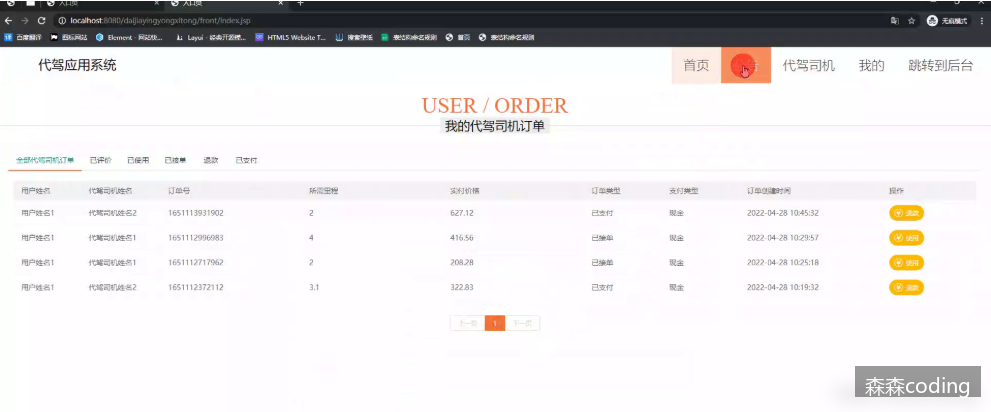 入口页
入口页
localhost:8080/daijiayingyongxitong/front/index.jsp
无痕模式
百度翻译 图标网站 Element - 网站快... Layui - 经典开源模... HTML5 Website T... 搜索便纸 表结构命名规则 首页 表结构命名规则
代驾应用系统
首页 代驾司机 我的 跳转到后台
USER / ORDER
我的代驾司机订单
全部代驾司机订单 已评价 已使用 已接单 退款 已支付
用户姓名 代驾司机姓名 订单号 所需里程 实付价格 订单类型 支付类型 订单创建时间 操作
用户姓名1 代驾司机姓名2 1651113931902 2 627.12 已支付 现金 2022-04-28 10:45:32 退款
用户姓名1 代驾司机姓名1 1651112996983 4 416.56 已接单 现金 2022-04-28 10:29:57 使用
用户姓名1 代驾司机姓名1 1651112717962 2 208.28 已接单 现金 2022-04-28 10:25:18 使用
用户姓名1 代驾司机姓名2 1651112372112 3.1 322.83 已支付 现金 2022-04-28 10:19:32 退款
上一页 1 下一页
森森coding